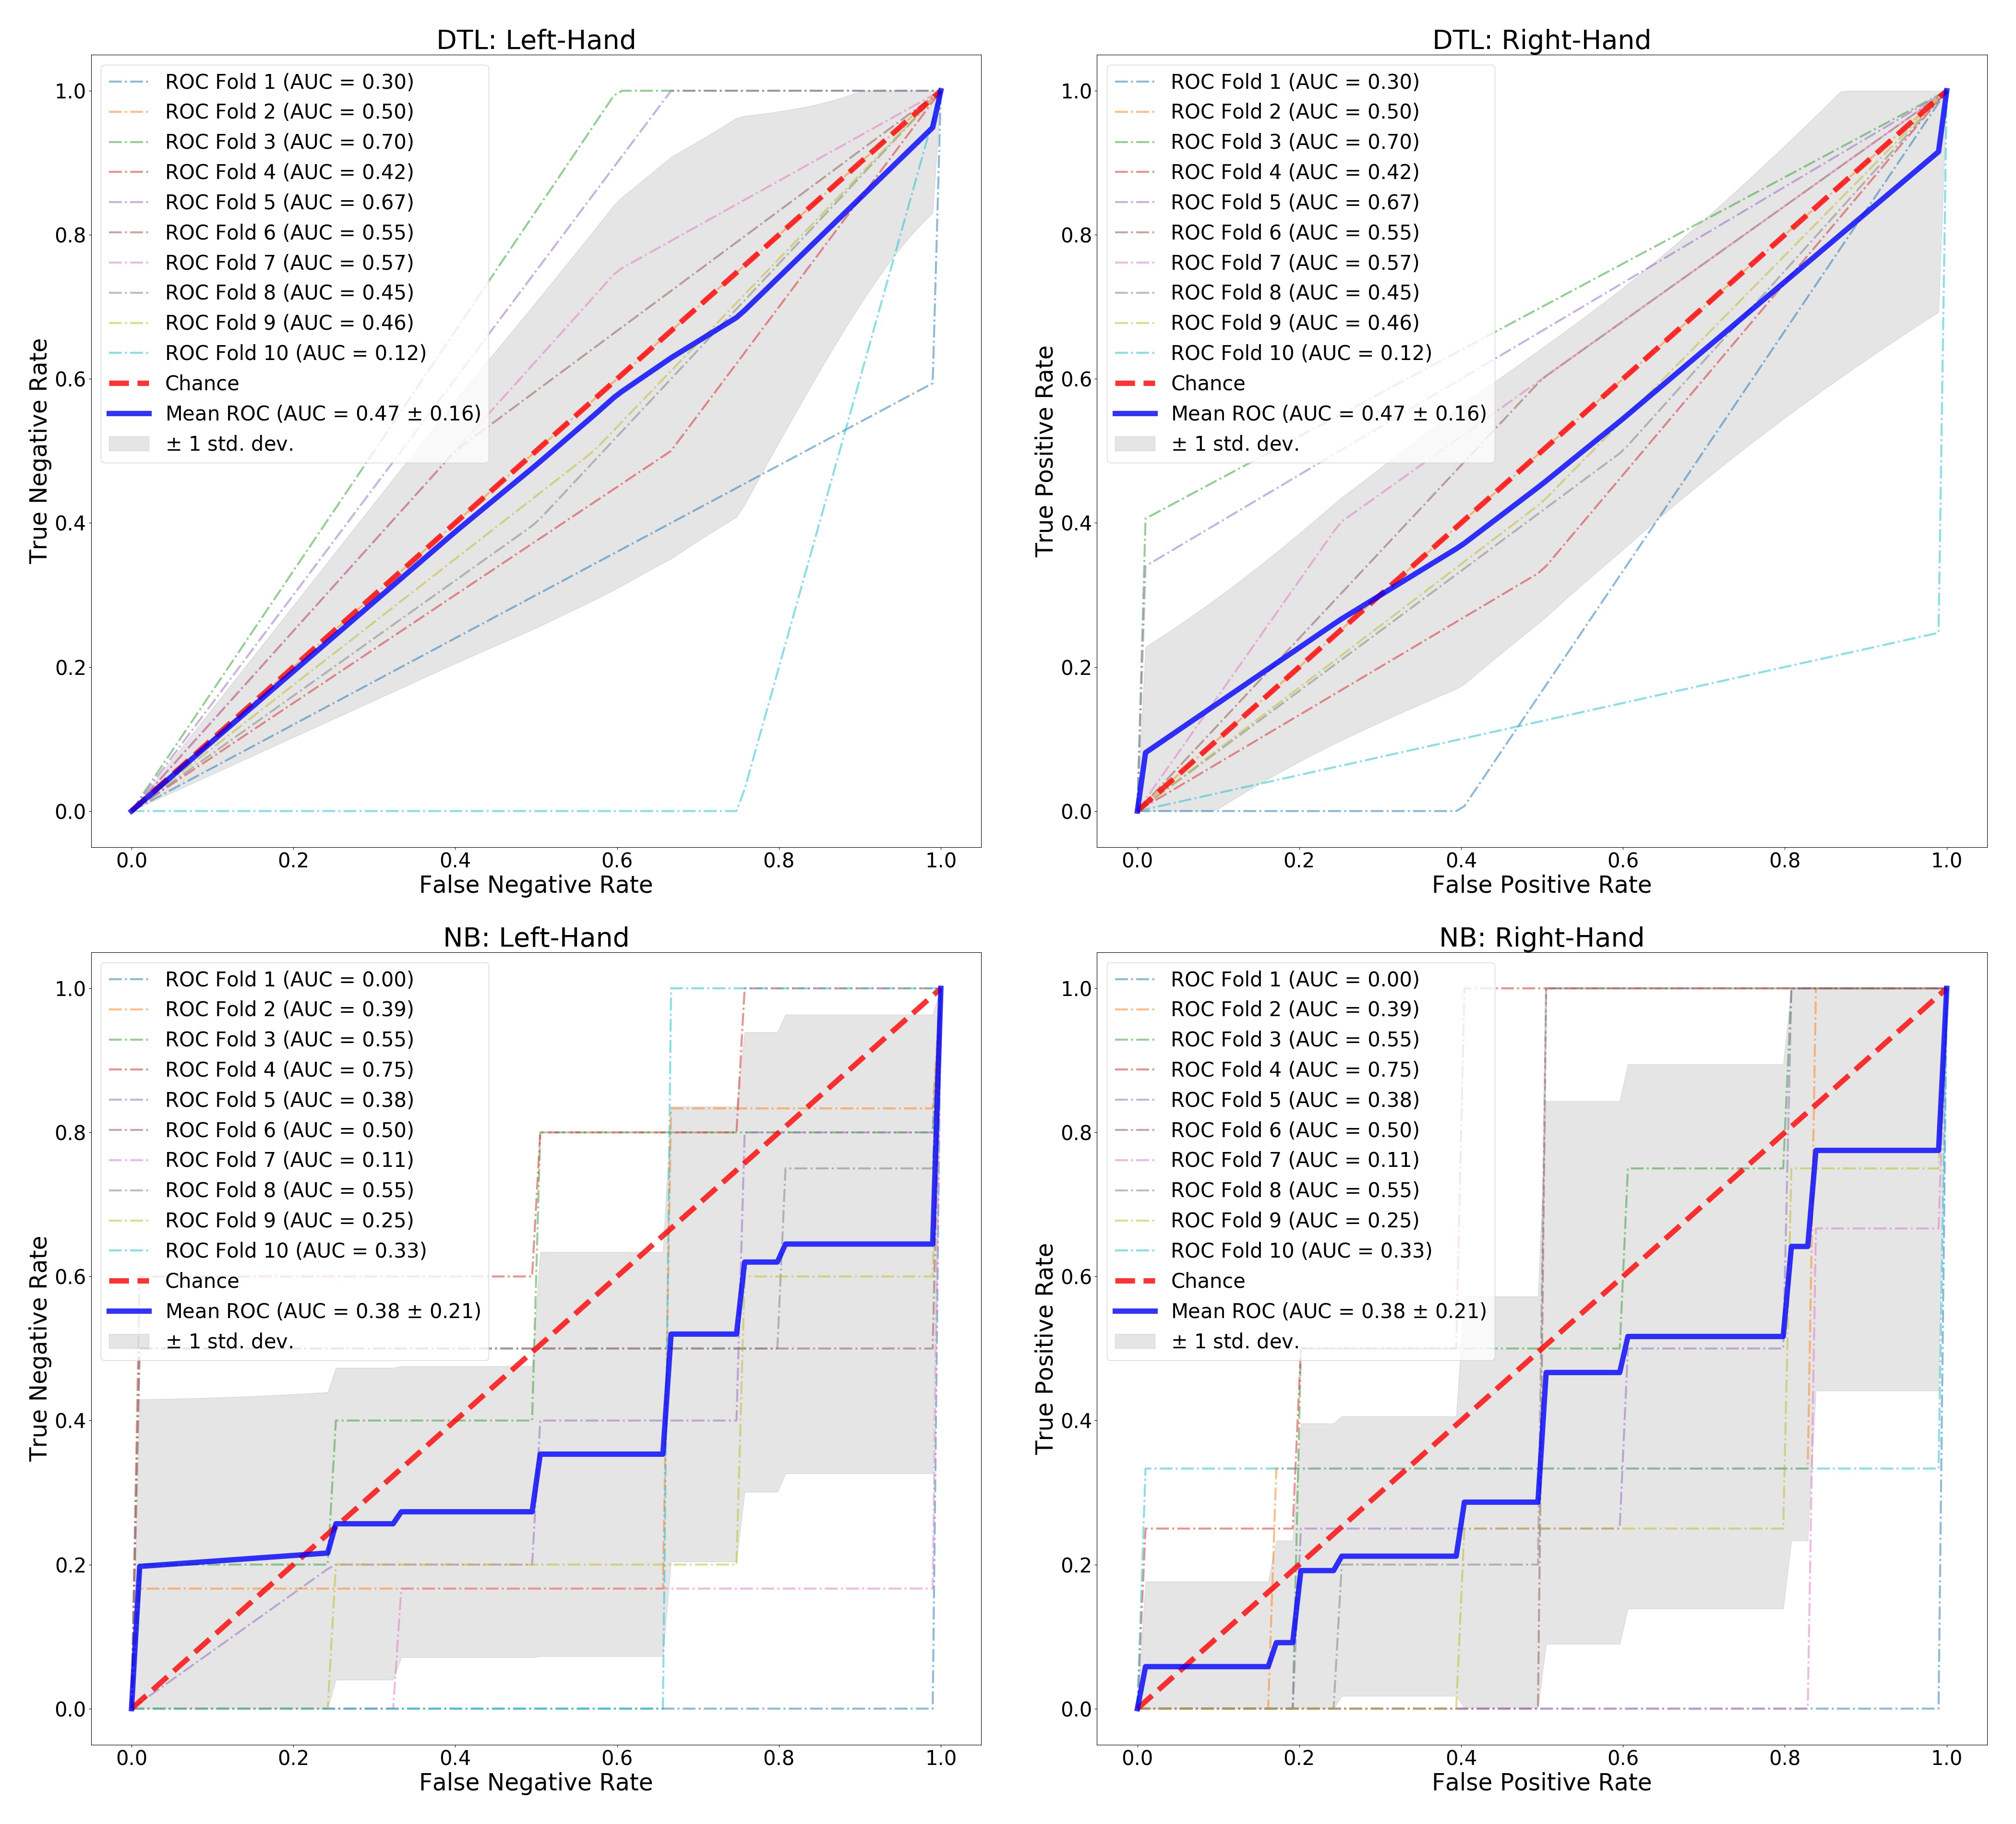 DTL: Left-Hand
True Negative Rate
1.0
0.8
0.6
0.4
0.2
0.0
ROC Fold 1 (AUC = 0.30)
ROC Fold 2 (AUC = 0.50)
ROC Fold 3 (AUC = 0.70)
ROC Fold 4 (AUC = 0.42)
ROC Fold 5 (AUC = 0.67)
ROC Fold 6 (AUC = 0.55)
ROC Fold 7 (AUC = 0.57)
ROC Fold 8 (AUC = 0.45)
ROC Fold 9 (AUC = 0.46)
ROC Fold 10 (AUC = 0.12)
Chance
Mean ROC (AUC = 0.47 ± 0.16)
± 1 std. dev.
0.0 0.2 0.4 0.6 0.8 1.0
False Negative Rate
DTL: Right-Hand
True Positive Rate
1.0
0.8
0.6
0.4
0.2
0.0
ROC Fold 1 (AUC = 0.30)
ROC Fold 2 (AUC = 0.50)
ROC Fold 3 (AUC = 0.70)
ROC Fold 4 (AUC = 0.42)
ROC Fold 5 (AUC = 0.67)
ROC Fold 6 (AUC = 0.55)
ROC Fold 7 (AUC = 0.57)
ROC Fold 8 (AUC = 0.45)
ROC Fold 9 (AUC = 0.46)
ROC Fold 10 (AUC = 0.12)
Chance
Mean ROC (AUC = 0.47 ± 0.16)
± 1 std. dev.
0.0 0.2 0.4 0.6 0.8 1.0
False Positive Rate
NB: Left-Hand
True Negative Rate
1.0
0.8
0.6
0.4
0.2
0.0
ROC Fold 1 (AUC = 0.00)
ROC Fold 2 (AUC = 0.39)
ROC Fold 3 (AUC = 0.55)
ROC Fold 4 (AUC = 0.75)
ROC Fold 5 (AUC = 0.38)
ROC Fold 6 (AUC = 0.50)
ROC Fold 7 (AUC = 0.11)
ROC Fold 8 (AUC = 0.55)
ROC Fold 9 (AUC = 0.25)
ROC Fold 10 (AUC = 0.33)
Chance
Mean ROC (AUC = 0.38 ± 0.21)
± 1 std. dev.
0.0 0.2 0.4 0.6 0.8 1.0
False Negative Rate
NB: Right-Hand
True Positive Rate
1.0
0.8
0.6
0.4
0.2
0.0
ROC Fold 1 (AUC = 0.00)
ROC Fold 2 (AUC = 0.39)
ROC Fold 3 (AUC = 0.55)
ROC Fold 4 (AUC = 0.75)
ROC Fold 5 (AUC = 0.38)
ROC Fold 6 (AUC = 0.50)
ROC Fold 7 (AUC = 0.11)
ROC Fold 8 (AUC = 0.55)
ROC Fold 9 (AUC = 0.25)
ROC Fold 10 (AUC = 0.33)
Chance
Mean ROC (AUC = 0.38 ± 0.21)
± 1 std. dev.
0.0 0.2 0.4 0.6 0.8 1.0
False Positive Rate